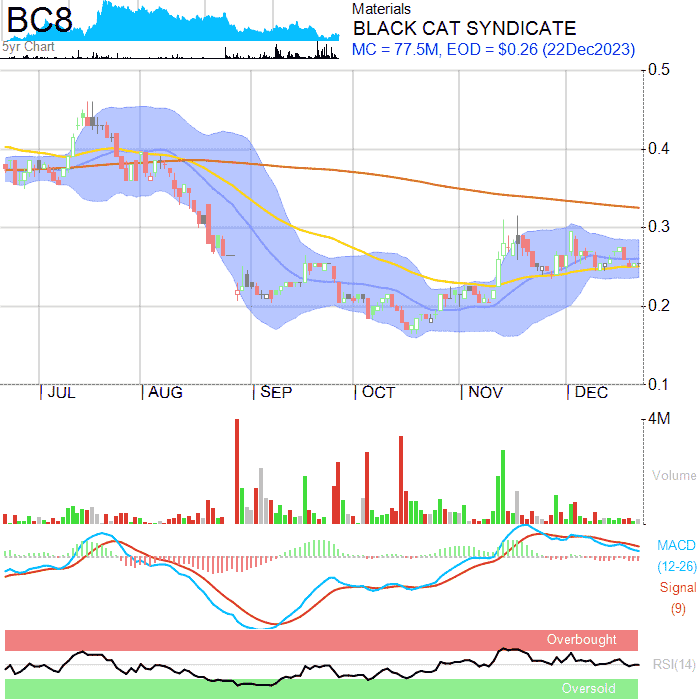 BC8
5yr Chart
Materials
BLACK CAT SYNDICATE
MC = 77.5M, EOD = $0.26 (22Dec2023)
0.5
0.4
0.3
0.2
0.1
JUL AUG SEP OCT NOV DEC
4M
Volume
MACD
(12-26)
Signal
(9)
Overbought
RSI(14)
Oversold